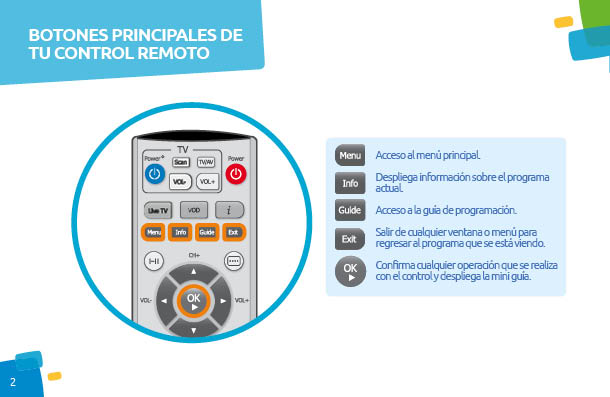 BOTONES PRINCIPALES DE
TU CONTROL REMOTO
TV
Power+
Scan
TV/AV
Power
VOL-
VOL+
Live TV
VOD
i
Menu
Info
Guide
Exit
CH+
VOL-
OK
VOL+
Menu
Acceso al menú principal.
Info
Despliega información sobre el programa
actual.
Guide
Acceso a la guía de programación.
Exit
Salir de cualquier ventana o menú para
regresar al programa que se está viendo.
OK
Confirma cualquier operación que se realiza
con el control y despliega la mini guía.
2